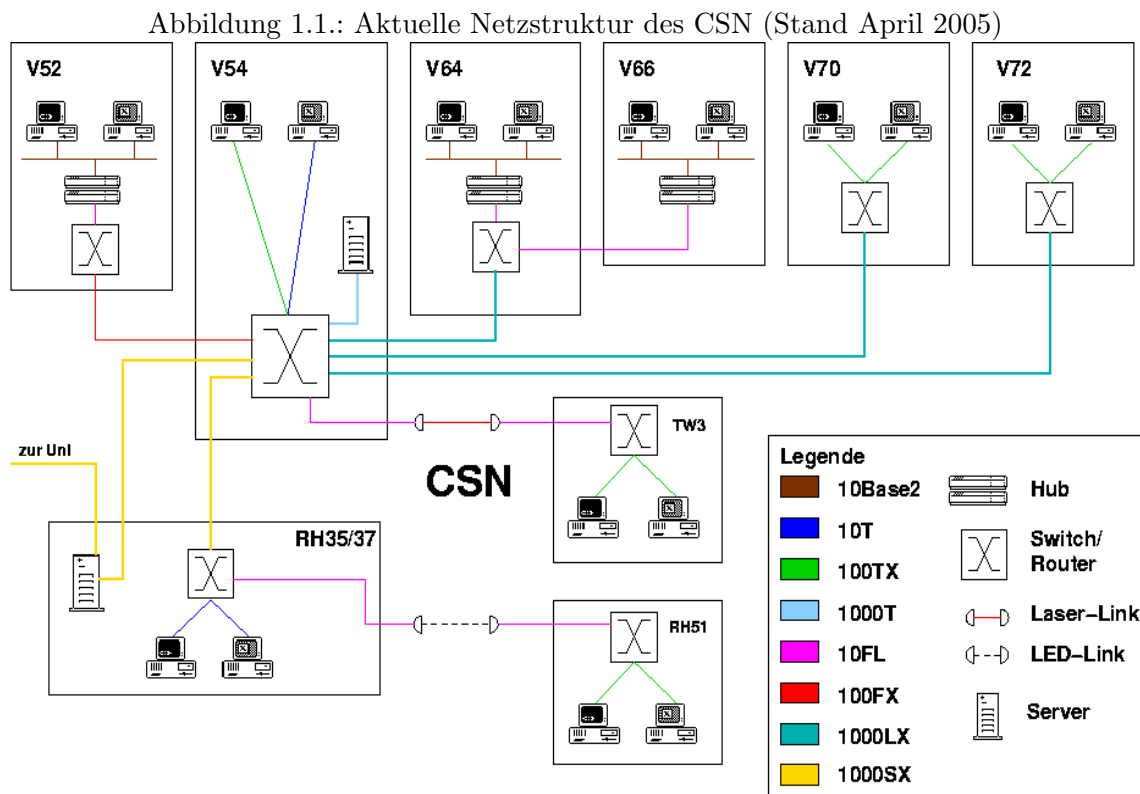 Abbildung 1.1.: Aktuelle Netzstruktur des CSN (Stand April 2005)
V52
V54
V64
V66
V70
V72
zur Uni
CSN
TW3
RH35/37
RH51
Legende
10Base2
10T
100TX
1000T
10FL
100FX
1000LX
1000SX
Hub
Switch/
Router
Laser-Link
LED-Link
Server